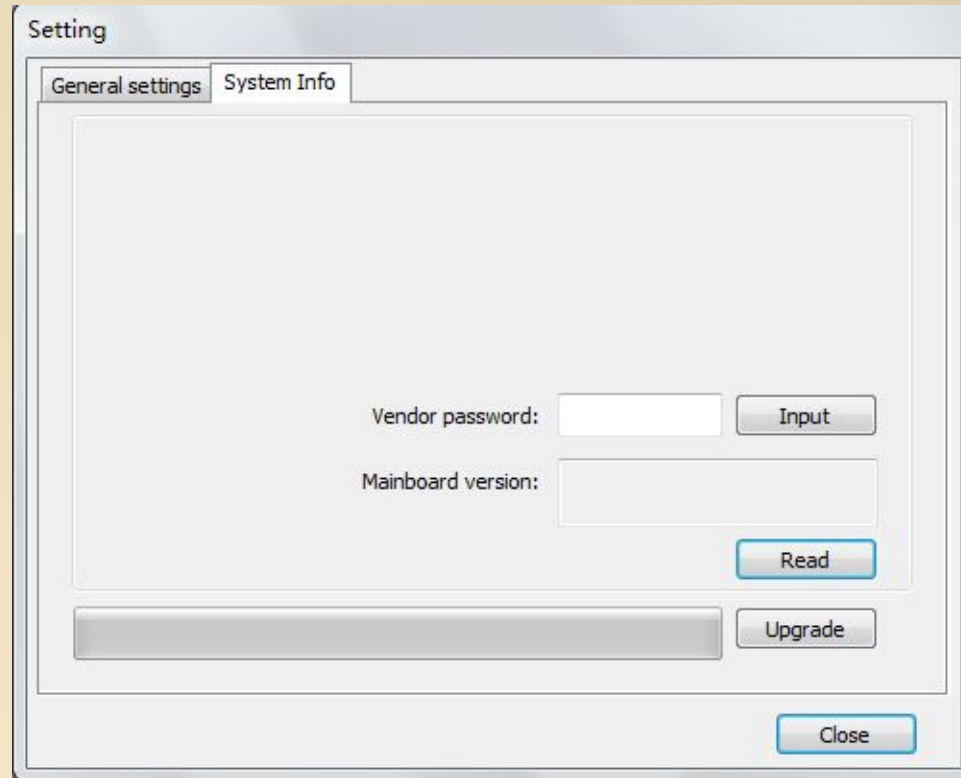 Setting
General settings System Info
Vendor password: Input
Mainboard version:
Read
Upgrade
Close